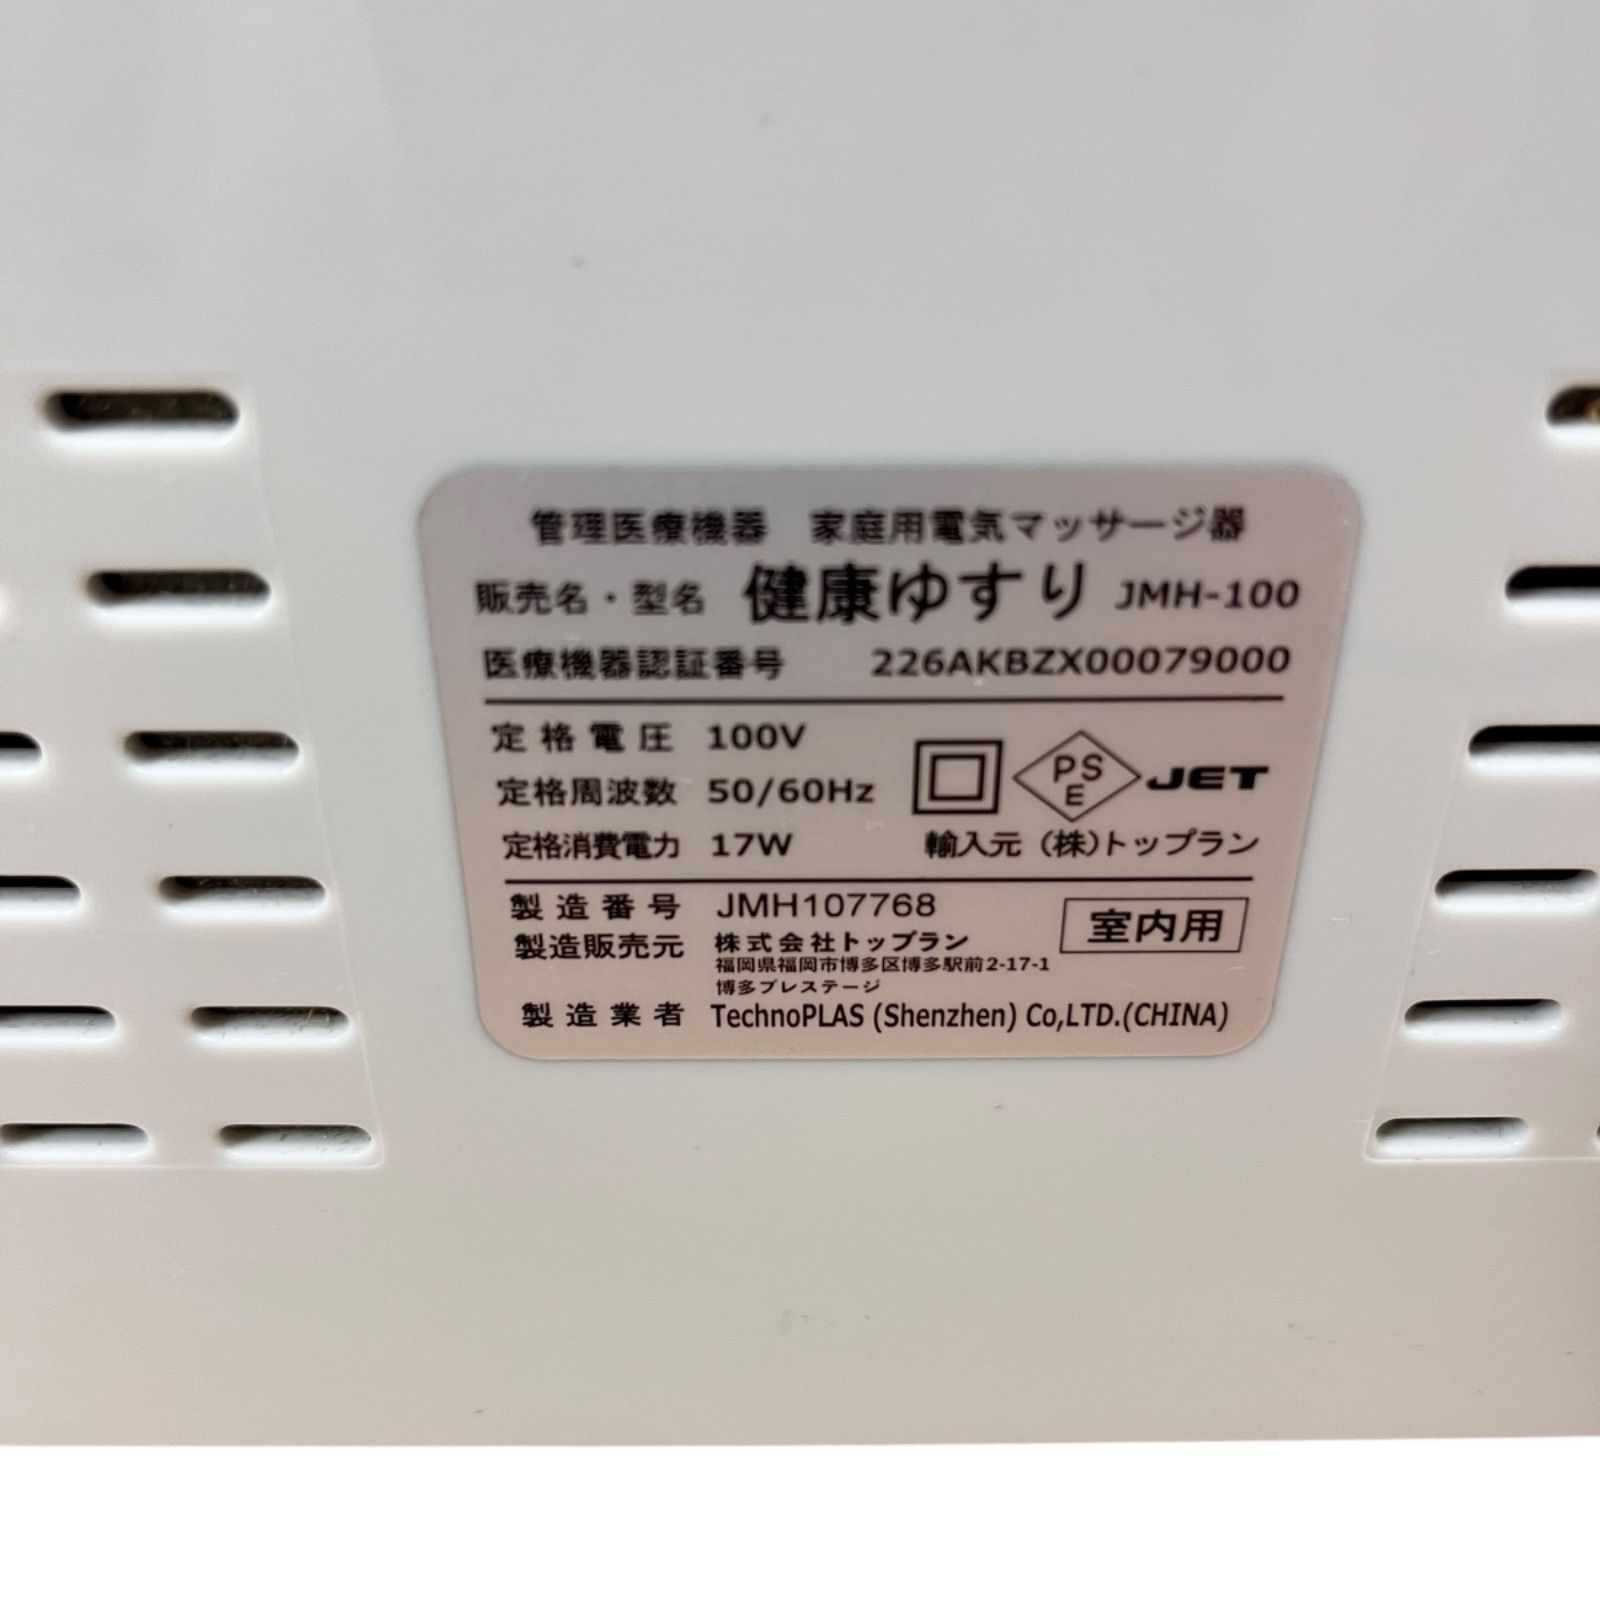 管理医療機器 家庭用電気マッサージ器
販売名・型名 健康ゆすり JMH-100
医療機器認証番号 226AKBZX00079000
定格電圧 100V
定格周波数 50/60Hz
PSE JET
定格消費電力 17W 輸入元 (株)トップラン
製造番号 JMH107768
室内用
製造販売元 株式会社トップラン
福岡県福岡市博多区博多駅前2-17-1
博多プレステージ
製造業者 TechnoPLAS (Shenzhen) Co,LTD.(CHINA)